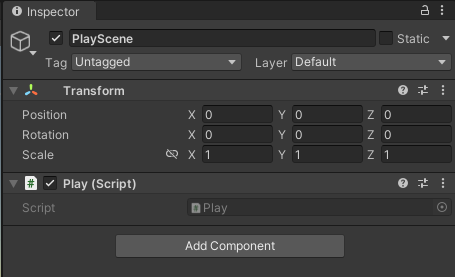 Inspector
PlayScene Static
Tag Untagged Layer Default
Transform
Position X 0 Y 0 Z 0
Rotation X 0 Y 0 Z 0
Scale X 1 Y 1 Z 1
# Play (Script)
Script # Play
Add Component